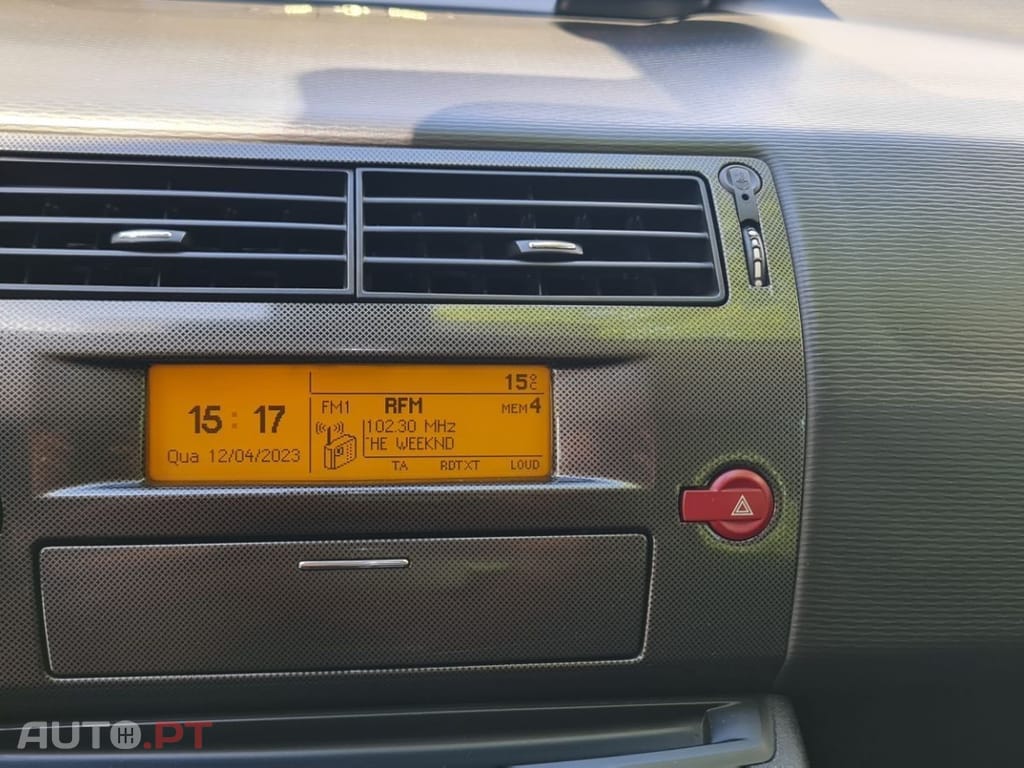 15°C
15:17
FM1 RFM MEM4
102.30 MHz
HE WEEKND
Qua 12/04/2023
TA RDTXT LOUD
AUTO.PT